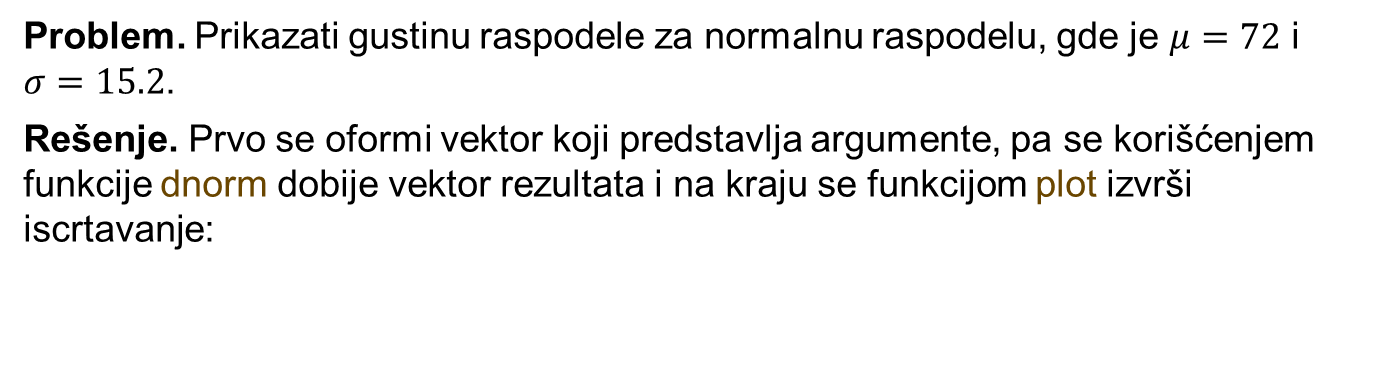 Problem. Prikazati gustinu raspodele za normalnu raspodelu, gde je μ = 72 i
σ = 15.2.
Rešenje. Prvo se oformi vektor koji predstavlja argumente, pa se korišćenjem
funkcije dnorm dobije vektor rezultata i na kraju se funkcijom plot izvrši
iscrtavanje: